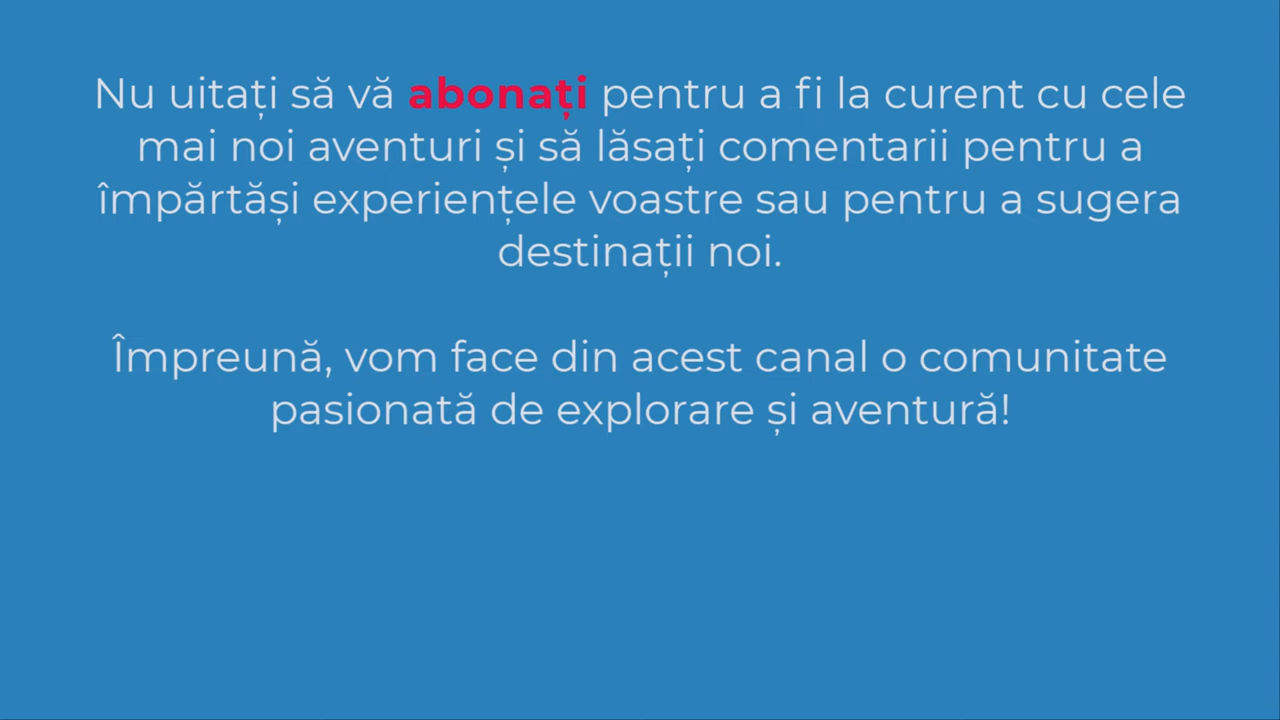 Nu uitați să vă abonați pentru a fi la curent cu cele
mai noi aventuri și să lăsați comentarii pentru a
împărtăși experiențele voastre sau pentru a sugera
destinații noi.
Împreună, vom face din acest canal o comunitate
pasionată de explorare și aventură!